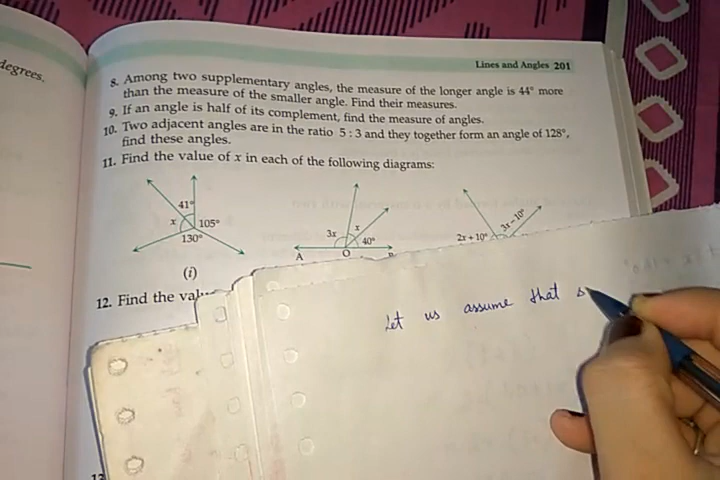 degrees.
Lines and Angles 201
8. Among two supplementary angles, the measure of the longer angle is 44° more
than the measure of the smaller angle. Find their measures.
9. If an angle is half of its complement, find the measure of angles.
10. Two adjacent angles are in the ratio 5 : 3 and they together form an angle of 128°,
find these angles.
11. Find the value of x in each of the following diagrams:
41°
x 105°
130°
3x x
40°
A O
2x + 10° 3x - 10°
(i)
12. Find the
Let us assume that s